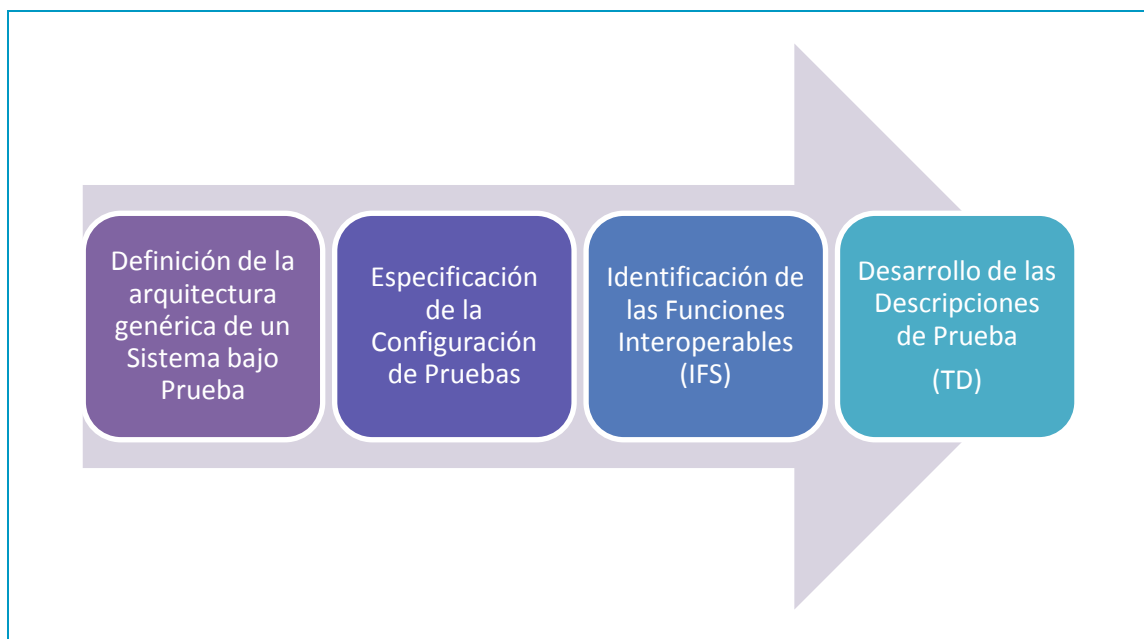 Definición de la
arquitectura
genérica de un
Sistema bajo
Prueba
Especificación
de la
Configuración
de Pruebas
Identificación de
las Funciones
Interoperables
(IFS)
Desarrollo de las
Descripciones
de Prueba
(TD)